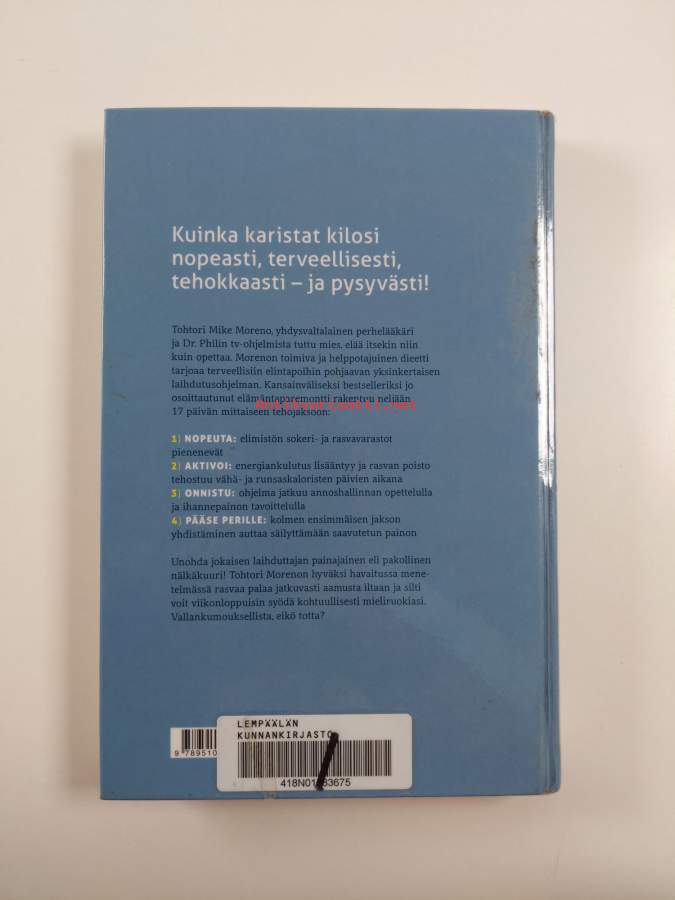 Kuinka karistat kilosi
nopeasti, terveellisesti,
tehokkaasti – ja pysyvästi!
Tohtori Mike Moreno, yhdysvaltalainen perhelääkäri
ja Dr. Philin tv-ohjelmista tuttu mies, elää itsekin niin
kuin opettaa. Morenon toimiva ja helppotajuinen dieetti
tarjoaa terveellisiin elintapoihin pohjaavan yksinkertaisen
laihdutusohjelman. Kansainväliseksi bestselleriksi jo
osoittautunut elämäntaparemontti rakentuu neljään
17 päivän mittaiseen tehojaksoon:
1) NOPEUTA: elimistön sokeri- ja rasvavarastot
pienenevät
2) AKTIVOI: energiankulutus lisääntyy ja rasvan poisto
tehostuu vähä- ja runsaskaloristen päivien aikana
3) ONNISTU: ohjelma jatkuu annoshallinnan opettelulla
ja ihannepainon tavoittelulla
4) PÄÄSE PERILLE: kolmen ensimmäisen jakson
yhdistäminen auttaa säilyttämään saavutetun painon
Unohda jokaisen laihduttajan painajainen eli pakollinen
nälkäkuuri! Tohtori Morenon hyväksi havaitussa mene-
telmässä rasvaa palaa jatkuvasti aamusta iltaan ja silti
voit viikonloppuisin syödä kohtuullisesti mieliruokiasi.
Vallankumouksellista, eikö totta?
LEMPÄÄLÄN
KUNNANKIRJASTO
9 789510